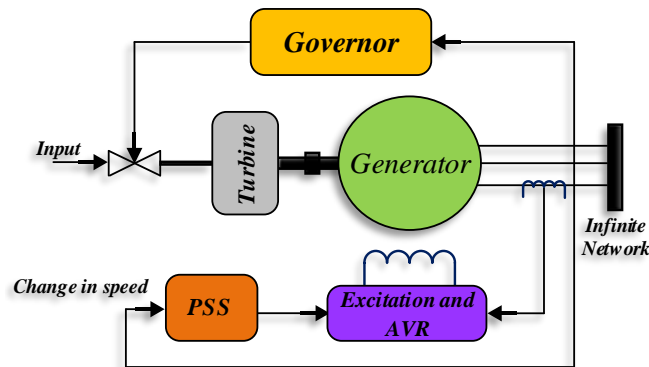 Governor
Input
Turbine
Generator
Infinite
Network
Change in speed
PSS
Excitation and
AVR